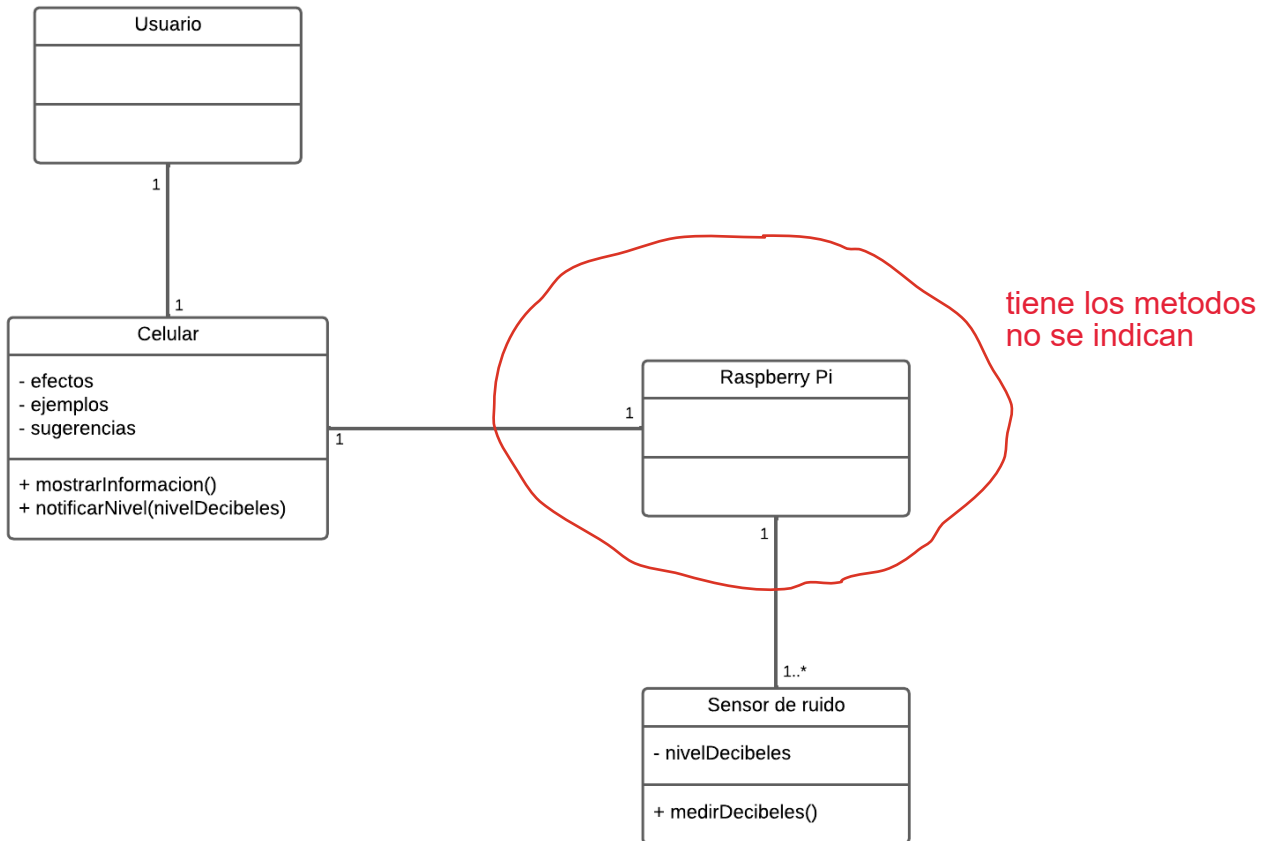 Usuario
1
1
Celular
- efectos
- ejemplos
- sugerencias
+ mostrarInformacion()
+ notificarNivel(nivelDecibeles)
1
1
tiene los metodos
no se indican
Raspberry Pi
1
1..*
Sensor de ruido
- nivelDecibeles
+ medirDecibeles()